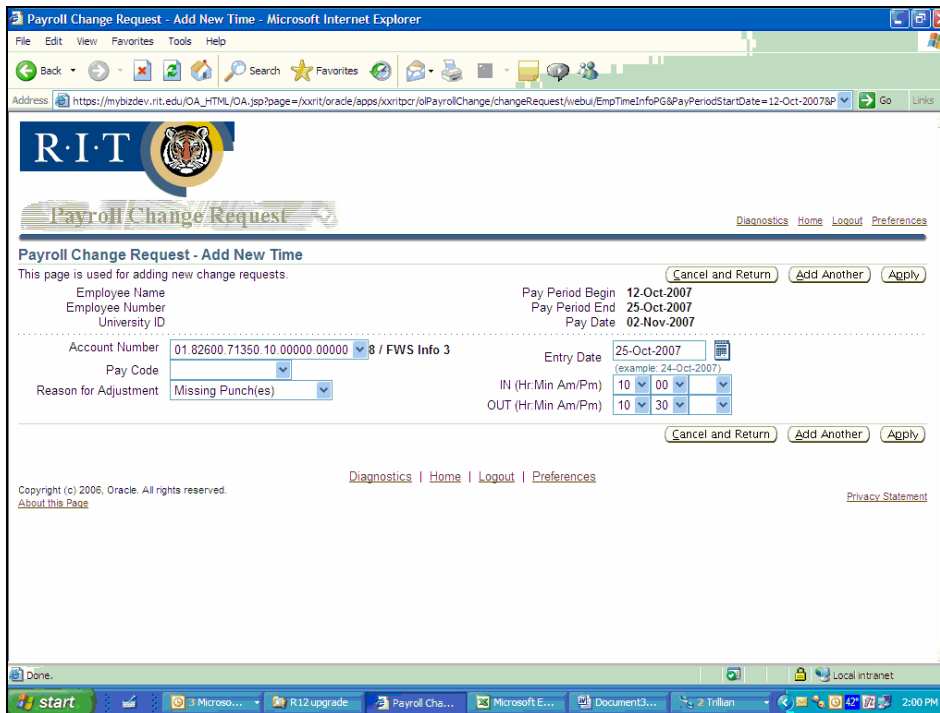 Payroll Change Request - Add New Time - Microsoft Internet Explorer
File Edit View Favorites Tools Help
Back Search Favorites
Address https://mybizdev.rit.edu/OA_HTML/OA.jsp?page=/xxrit/oracle/apps/xxritpcr/olPayrollChange/changeRequest/webui/EmpTimeInfoPG&PayPeriodStartDate=12-Oct-2007&P Go Links
R·I·T
Payroll Change Request
Diagnostics Home Logout Preferences
Payroll Change Request - Add New Time
This page is used for adding new change requests.
Cancel and Return Add Another Apply
Employee Name Pay Period Begin 12-Oct-2007
Employee Number Pay Period End 25-Oct-2007
University ID Pay Date 02-Nov-2007
Account Number 01.82600.71350.10.00000.00000 8 / FWS Info 3 Entry Date 25-Oct-2007
(example: 24-Oct-2007)
Pay Code IN (Hr:Min Am/Pm) 10 00
Reason for Adjustment Missing Punch(es) OUT (Hr:Min Am/Pm) 10 30
Cancel and Return Add Another Apply
Diagnostics | Home | Logout | Preferences
Copyright (c) 2006, Oracle. All rights reserved.
About this Page Privacy Statement
Done. Local intranet
start 3 Microso... R12 upgrade Payroll Cha... Microsoft E... Document3... 2 Trillian 42° 2:00 PM